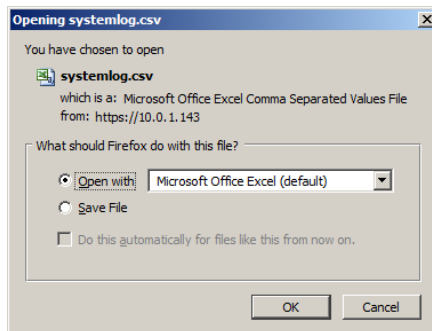 Opening systemlog.csv
You have chosen to open
systemlog.csv
which is a: Microsoft Office Excel Comma Separated Values File
from: https://10.0.1.143
What should Firefox do with this file?
Open with
Microsoft Office Excel (default)
Save File
Do this automatically for files like this from now on.
OK
Cancel